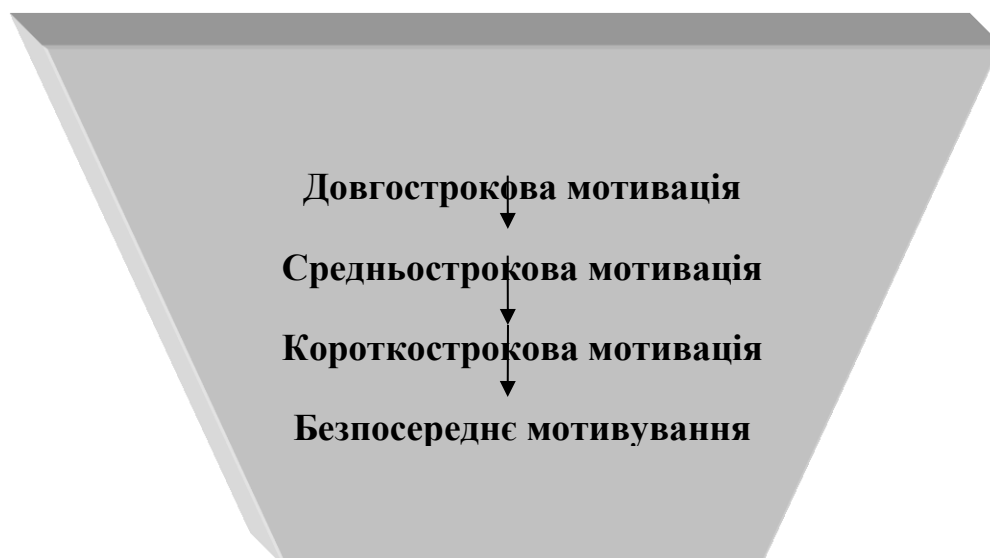 Довгострокова мотивація
Средньострокова мотивація
Короткострокова мотивація
Безпосереднє мотивування